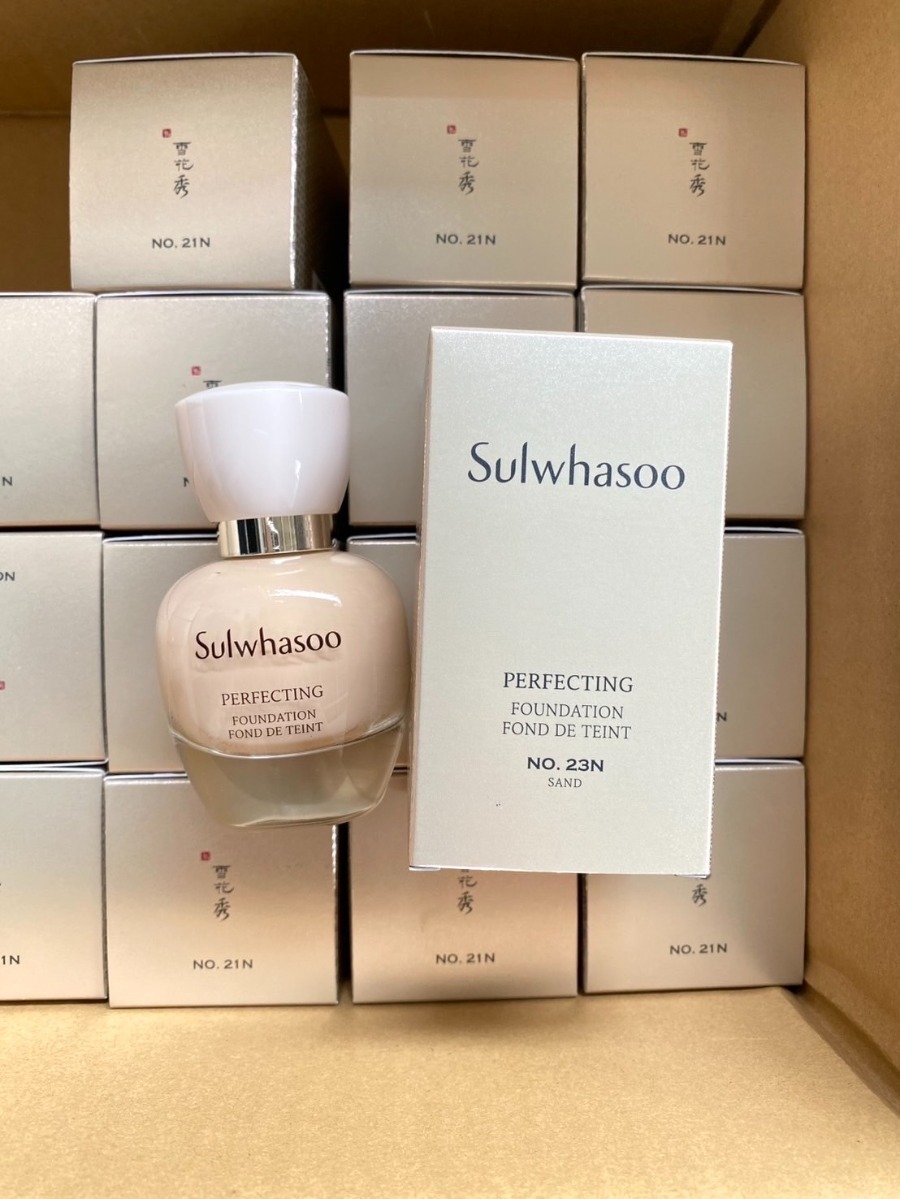 雪花秀
NO. 21N
雪花秀
NO. 21N
雪花秀
NO. 21N
N
雪
N
Sulwhasoo
PERFECTING
FOUNDATION
FOND DE TEINT
NO. 23N
SAND
ON
Sulwhasoo
PERFECTING
FOUNDATION
FOND DE TEINT
N
雪花秀
NO. 21N
雪花秀
NO. 21N
秀
NO. 21N
1N